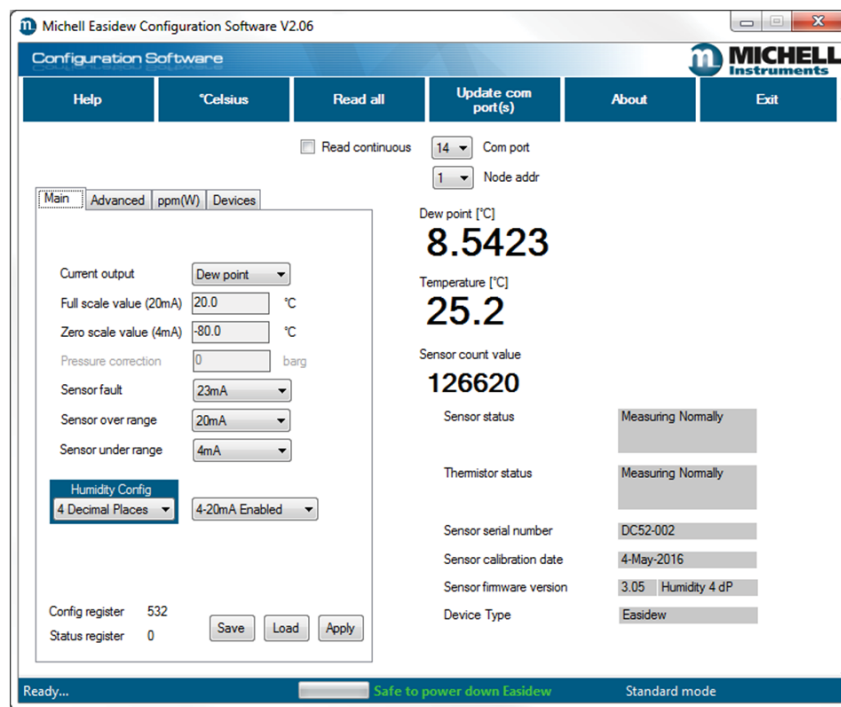 Michell Easidew Configuration Software V2.06
Configuration Software
MICHELL
Instruments
Help
°Celsius
Read all
Update com
port(s)
About
Exit
Read continuous
14
Com port
1
Node addr
Main
Advanced
ppm(W)
Devices
Current output
Dew point
Full scale value (20mA)
20.0
°C
Zero scale value (4mA)
-80.0
°C
Pressure correction
0
barg
Sensor fault
23mA
Sensor over range
20mA
Sensor under range
4mA
Humidity Config
4 Decimal Places
4-20mA Enabled
Config register
532
Status register
0
Save
Load
Apply
Dew point [°C]
8.5423
Temperature [°C]
25.2
Sensor count value
126620
Sensor status
Measuring Normally
Thermistor status
Measuring Normally
Sensor serial number
DC52-002
Sensor calibration date
4-May-2016
Sensor firmware version
3.05
Humidity 4 dP
Device Type
Easidew
Ready...
Safe to power down Easidew
Standard mode